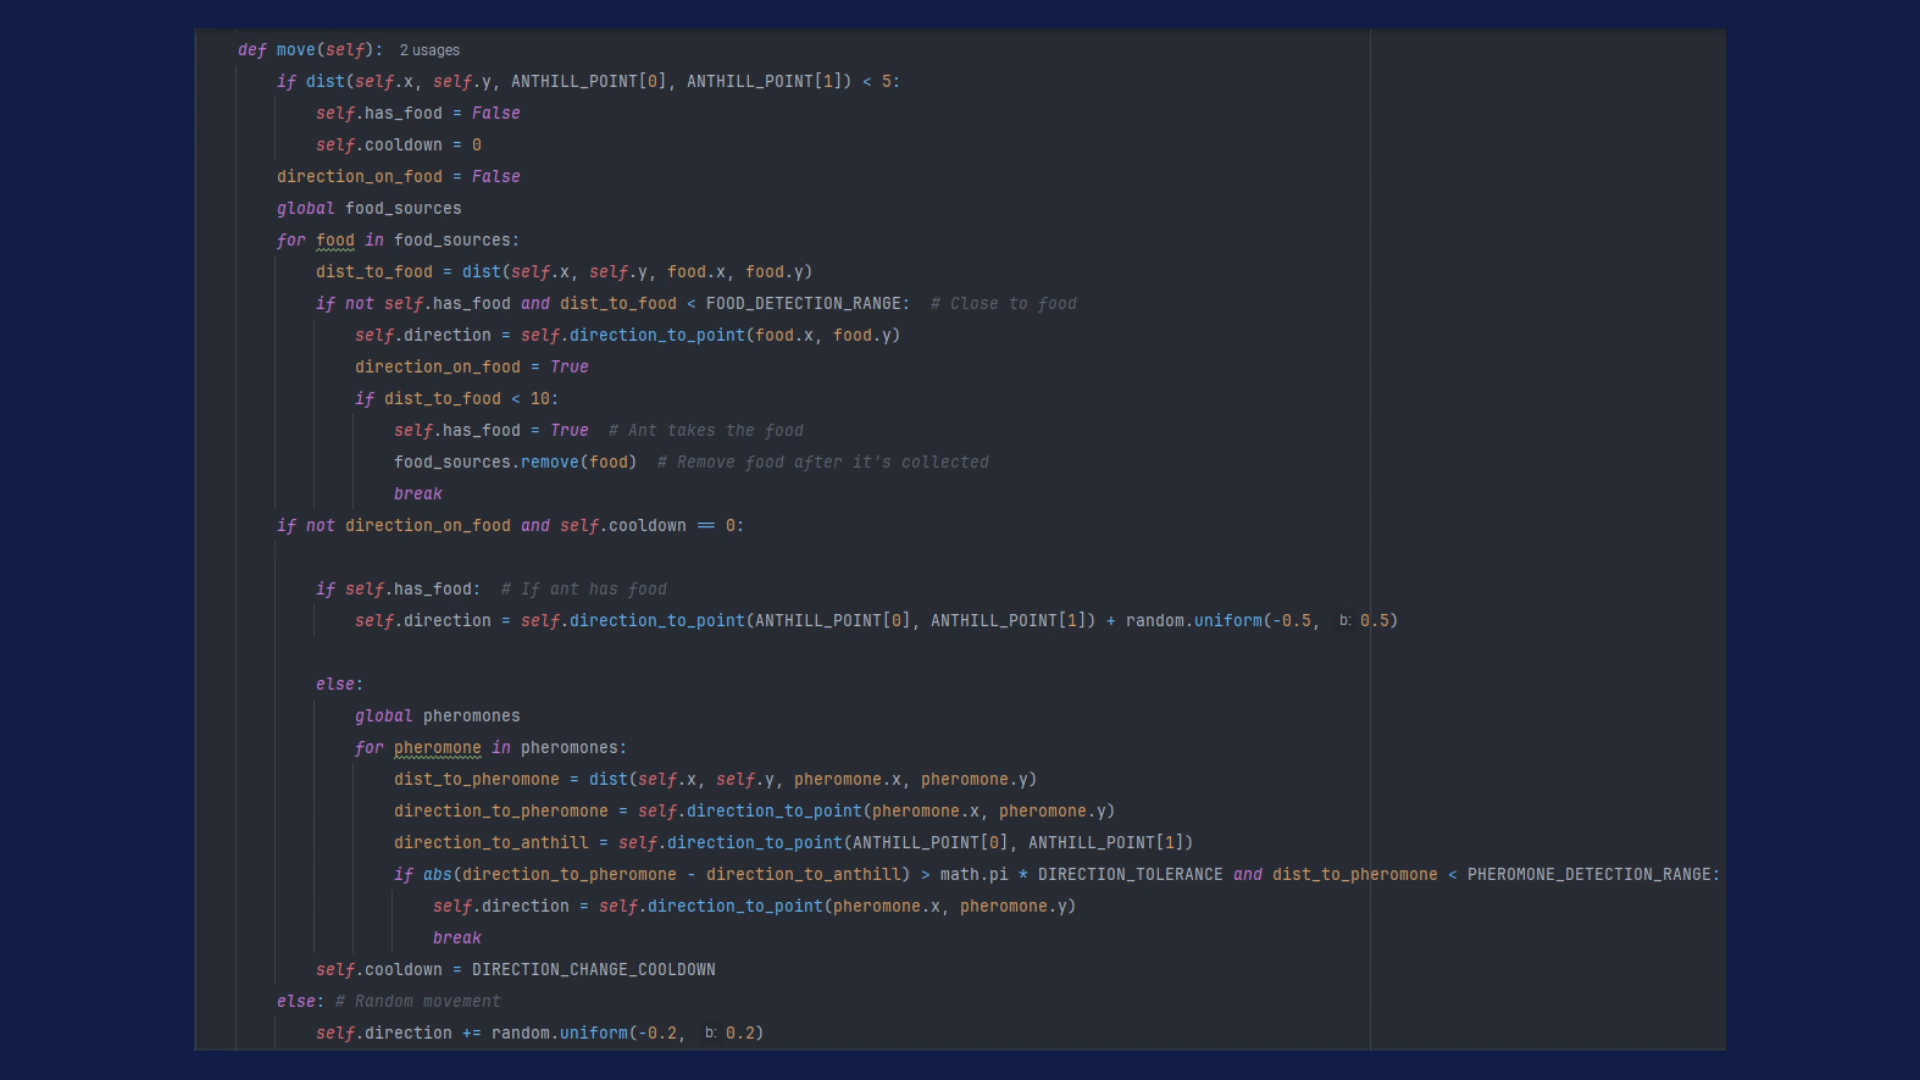 def move(self): 2 usages
if dist(self.x, self.y, ANTHILL_POINT[0], ANTHILL_POINT[1]) < 5:
self.has_food = False
self.cooldown = 0
direction_on_food = False
global food_sources
for food in food_sources:
dist_to_food = dist(self.x, self.y, food.x, food.y)
if not self.has_food and dist_to_food < FOOD_DETECTION_RANGE: # Close to food
self.direction = self.direction_to_point(food.x, food.y)
direction_on_food = True
if dist_to_food < 10:
self.has_food = True # Ant takes the food
food_sources.remove(food) # Remove food after it's collected
break
if not direction_on_food and self.cooldown == 0:
if self.has_food: # If ant has food
self.direction = self.direction_to_point(ANTHILL_POINT[0], ANTHILL_POINT[1]) + random.uniform(-0.5, b: 0.5)
else:
global pheromones
for pheromone in pheromones:
dist_to_pheromone = dist(self.x, self.y, pheromone.x, pheromone.y)
direction_to_pheromone = self.direction_to_point(pheromone.x, pheromone.y)
direction_to_anthill = self.direction_to_point(ANTHILL_POINT[0], ANTHILL_POINT[1])
if abs(direction_to_pheromone - direction_to_anthill) > math.pi * DIRECTION_TOLERANCE and dist_to_pheromone < PHEROMONE_DETECTION_RANGE:
self.direction = self.direction_to_point(pheromone.x, pheromone.y)
break
self.cooldown = DIRECTION_CHANGE_COOLDOWN
else: # Random movement
self.direction += random.uniform(-0.2, b: 0.2)